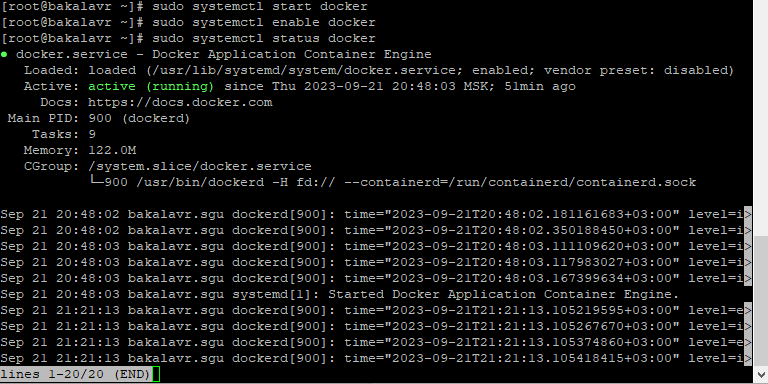 [root@bakalavr ~]# sudo systemctl start docker
[root@bakalavr ~]# sudo systemctl enable docker
[root@bakalavr ~]# sudo systemctl status docker
● docker.service - Docker Application Container Engine
   Loaded: loaded (/usr/lib/systemd/system/docker.service; enabled; vendor preset: disabled)
   Active: active (running) since Thu 2023-09-21 20:48:03 MSK; 51min ago
     Docs: https://docs.docker.com
 Main PID: 900 (dockerd)
    Tasks: 9
   Memory: 122.0M
   CGroup: /system.slice/docker.service
           └─900 /usr/bin/dockerd -H fd:// --containerd=/run/containerd/containerd.sock
Sep 21 20:48:02 bakalavr.sgu dockerd[900]: time="2023-09-21T20:48:02.181161683+03:00" level=i>
Sep 21 20:48:02 bakalavr.sgu dockerd[900]: time="2023-09-21T20:48:02.350188450+03:00" level=i>
Sep 21 20:48:03 bakalavr.sgu dockerd[900]: time="2023-09-21T20:48:03.111109620+03:00" level=i>
Sep 21 20:48:03 bakalavr.sgu dockerd[900]: time="2023-09-21T20:48:03.117983027+03:00" level=i>
Sep 21 20:48:03 bakalavr.sgu dockerd[900]: time="2023-09-21T20:48:03.167399634+03:00" level=i>
Sep 21 20:48:03 bakalavr.sgu systemd[1]: Started Docker Application Container Engine.
Sep 21 21:21:13 bakalavr.sgu dockerd[900]: time="2023-09-21T21:21:13.105219595+03:00" level=e>
Sep 21 21:21:13 bakalavr.sgu dockerd[900]: time="2023-09-21T21:21:13.105267670+03:00" level=i>
Sep 21 21:21:13 bakalavr.sgu dockerd[900]: time="2023-09-21T21:21:13.105374860+03:00" level=e>
Sep 21 21:21:13 bakalavr.sgu dockerd[900]: time="2023-09-21T21:21:13.105418415+03:00" level=i>
lines 1-20/20 (END)